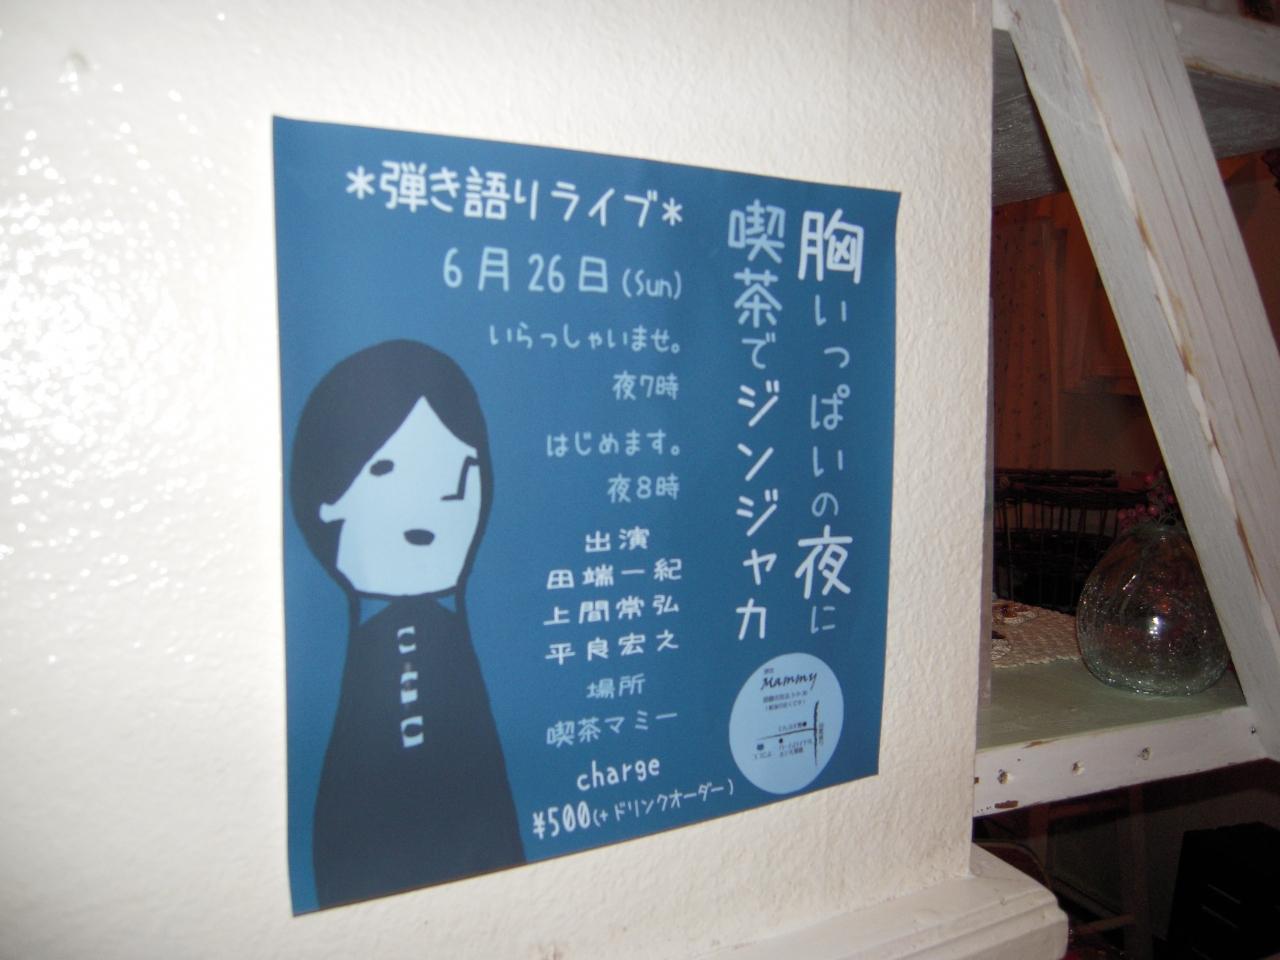 胸いっぱいの夜に
喫茶でジンジャカ
*弾き語りライブ*
6月26日(Sun)
いらっしゃいませ。
夜7時
はじめます。
夜8時
出演
田端一紀
上間常弘
平良宏之
場所
喫茶マミー
charge
¥500(+ドリンクオーダー)
Mammy